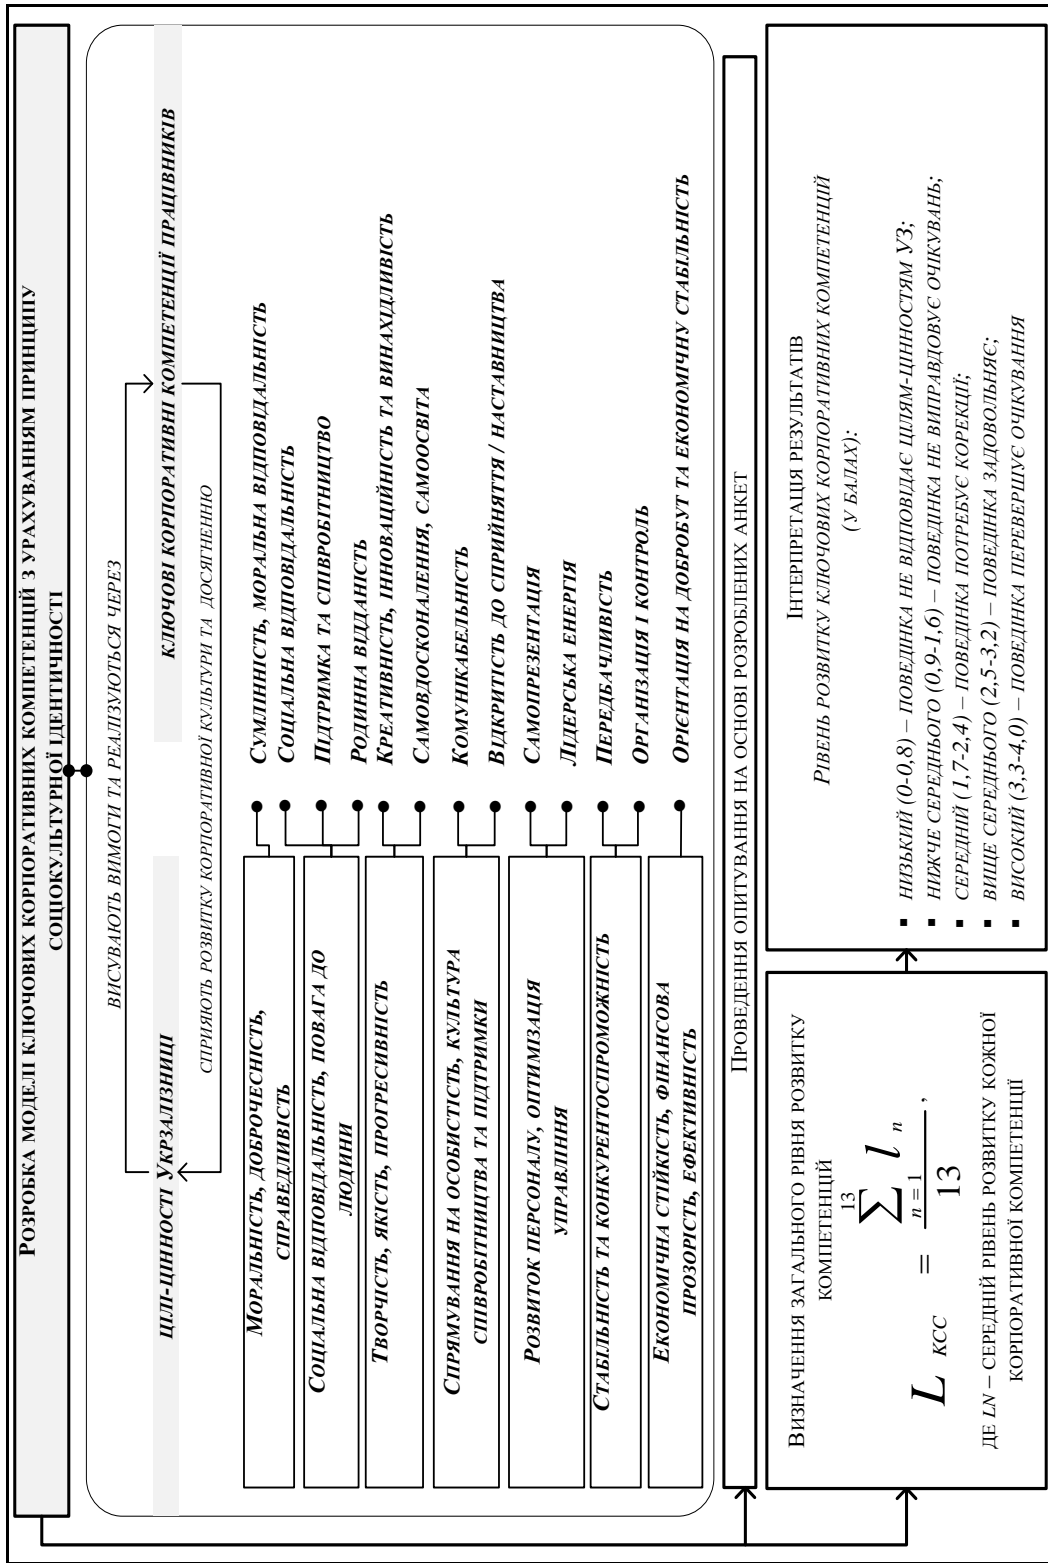 РОЗРОБКА МОДЕЛІ КЛЮЧОВИХ КОРПОРАТИВНИХ КОМПЕТЕНЦІЙ З УРАХУВАННЯМ ПРИНЦИПУ
СОЦІОКУЛЬТУРНОЇ ІДЕНТИЧНОСТІ
ВИСУВАЮТЬ ВИМОГИ ТА РЕАЛІЗУЮТЬСЯ ЧЕРЕЗ
ЦІЛІ-ЦІННОСТІ УКРЗАЛІЗНИЦІ
КЛЮЧОВІ КОРПОРАТИВНІ КОМПЕТЕНЦІЇ ПРАЦІВНИКІВ
СПРИЯЮТЬ РОЗВИТКУ КОРПОРАТИВНОЇ КУЛЬТУРИ ТА ДОСЯГНЕННЮ
МОРАЛЬНІСТЬ, ДОБРОЧЕСНІСТЬ,
СПРАВЕДЛИВІСТЬ
СУМЛІННІСТЬ, МОРАЛЬНА ВІДПОВІДАЛЬНІСТЬ
СОЦІАЛЬНА ВІДПОВІДАЛЬНІСТЬ, ПОВАГА ДО
ЛЮДИНИ
СОЦІАЛЬНА ВІДПОВІДАЛЬНІСТЬ
ПІДТРИМКА ТА СПІВРОБІТНИЦТВО
РОДИННА ВІДДАНІСТЬ
ТВОРЧІСТЬ, ЯКІСТЬ, ПРОГРЕСИВНІСТЬ
КРЕАТИВНІСТЬ, ІННОВАЦІЙНІСТЬ ТА ВИНАХІДЛИВІСТЬ
САМОВДОСКОНАЛЕННЯ, САМООСВІТА
СПРЯМУВАННЯ НА ОСОБИСТІСТЬ, КУЛЬТУРА
СПІВРОБІТНИЦТВА ТА ПІДТРИМКИ
КОМУНІКАБЕЛЬНІСТЬ
ВІДКРИТІСТЬ ДО СПРИЙНЯТТЯ / НАСТАВНИЦТВА
РОЗВИТОК ПЕРСОНАЛУ, ОПТИМІЗАЦІЯ
УПРАВЛІННЯ
САМОПРЕЗЕНТАЦІЯ
ЛІДЕРСЬКА ЕНЕРГІЯ
СТАБІЛЬНІСТЬ ТА КОНКУРЕНТОСПРОМОЖНІСТЬ
ПЕРЕДБАЧЛИВІСТЬ
ОРГАНІЗАЦІЯ І КОНТРОЛЬ
ЕКОНОМІЧНА СТІЙКІСТЬ, ФІНАНСОВА
ПРОЗОРІСТЬ, ЕФЕКТИВНІСТЬ
ОРІЄНТАЦІЯ НА ДОБРОБУТ ТА ЕКОНОМІЧНУ СТАБІЛЬНІСТЬ
ПРОВЕДЕННЯ ОПИТУВАННЯ НА ОСНОВІ РОЗРОБЛЕНИХ АНКЕТ
ВИЗНАЧЕННЯ ЗАГАЛЬНОГО РІВНЯ РОЗВИТКУ
КОМПЕТЕНЦІЙ
13
∑ l n
n = 1
L КСС = ,
13
ДЕ LN – СЕРЕДНІЙ РІВЕНЬ РОЗВИТКУ КОЖНОЇ
КОРПОРАТИВНОЇ КОМПЕТЕНЦІЇ
ІНТЕРПРЕТАЦІЯ РЕЗУЛЬТАТІВ
РІВЕНЬ РОЗВИТКУ КЛЮЧОВИХ КОРПОРАТИВНИХ КОМПЕТЕНЦІЙ
(У БАЛАХ):
▪ НИЗЬКИЙ (0-0,8) – ПОВЕДІНКА НЕ ВІДПОВІДАЄ ЦІЛЯМ-ЦІННОСТЯМ УЗ;
▪ НИЖЧЕ СЕРЕДНЬОГО (0,9-1,6) – ПОВЕДІНКА НЕ ВИПРАВДОВУЄ ОЧІКУВАНЬ;
▪ СЕРЕДНІЙ (1,7-2,4) – ПОВЕДІНКА ПОТРЕБУЄ КОРЕКЦІЇ;
▪ ВИЩЕ СЕРЕДНЬОГО (2,5-3,2) – ПОВЕДІНКА ЗАДОВОЛЬНЯЄ;
▪ ВИСОКИЙ (3,3-4,0) – ПОВЕДІНКА ПЕРЕВЕРШУЄ ОЧІКУВАННЯ